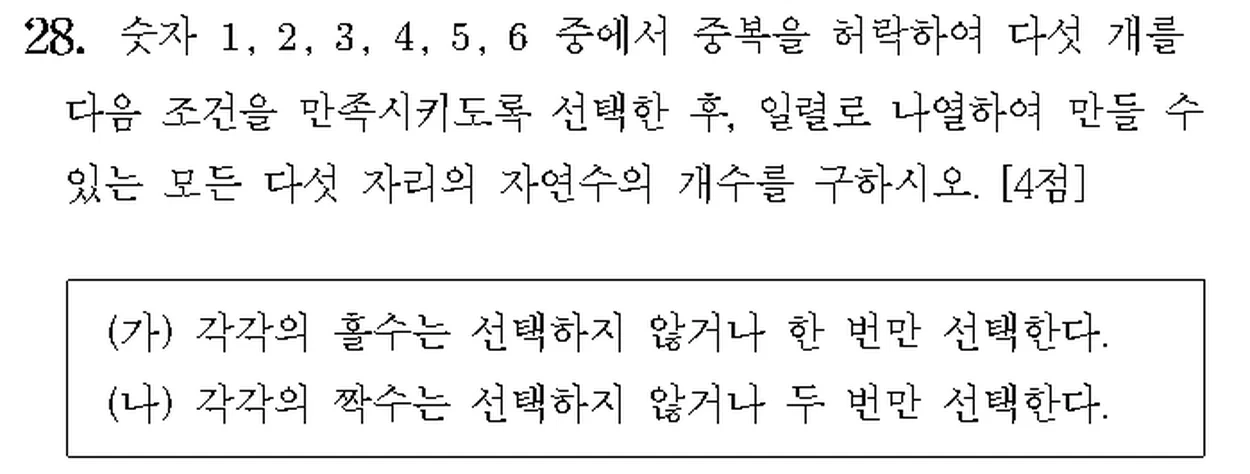 28. 숫자 1, 2, 3, 4, 5, 6 중에서 중복을 허락하여 다섯 개를
다음 조건을 만족시키도록 선택한 후, 일렬로 나열하여 만들 수
있는 모든 다섯 자리의 자연수의 개수를 구하시오. [4점]
(가) 각각의 홀수는 선택하지 않거나 한 번만 선택한다.
(나) 각각의 짝수는 선택하지 않거나 두 번만 선택한다.